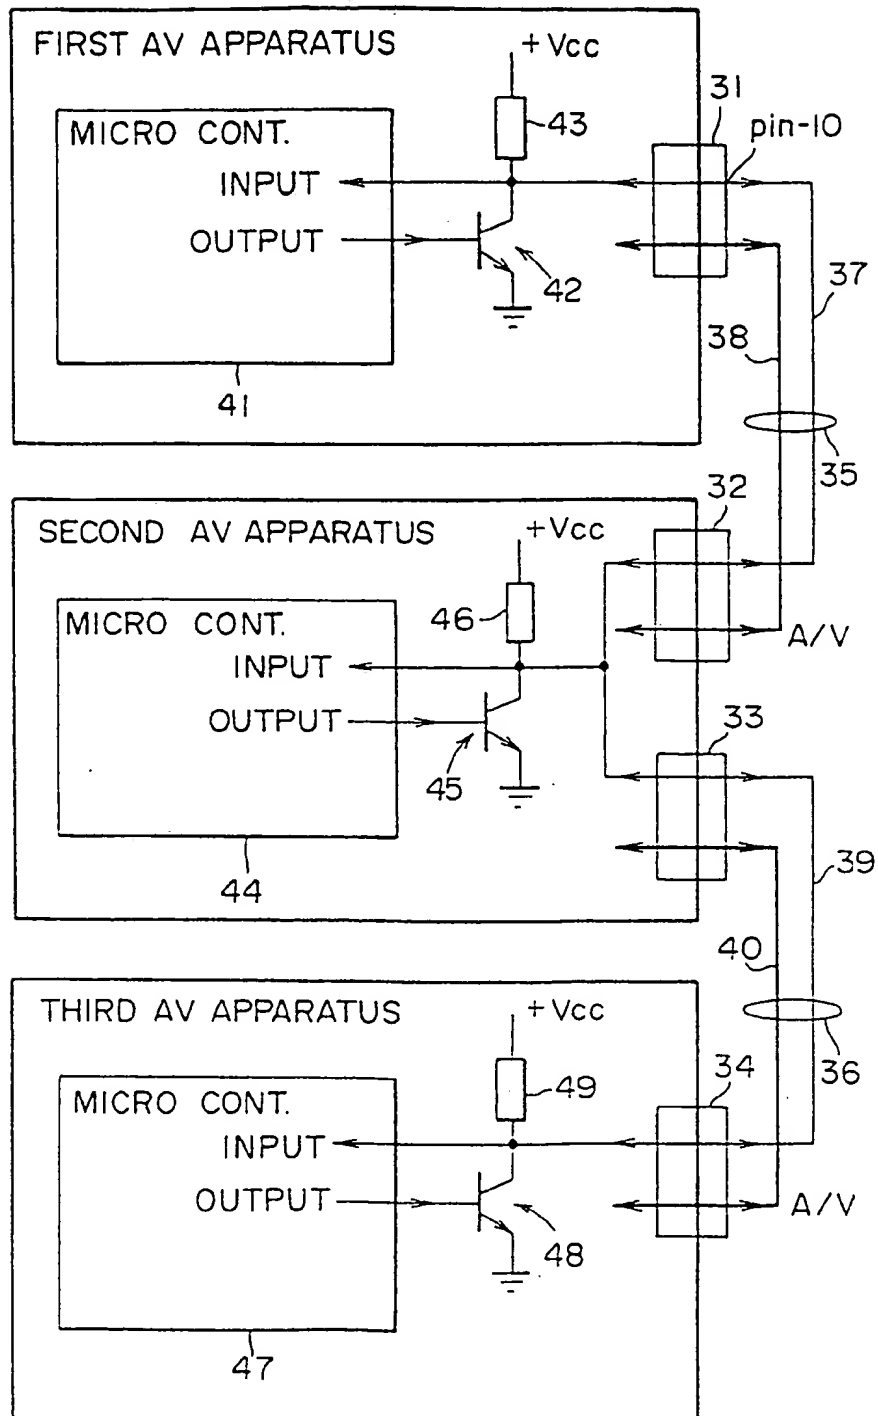 FIRST AV APPARATUS
+Vcc
31
43
pin-10
MICRO CONT.
INPUT
OUTPUT
42
37
38
41
35
32
SECOND AV APPARATUS
+Vcc
46
MICRO CONT.
A/V
INPUT
OUTPUT
33
45
39
44
40
THIRD AV APPARATUS
+Vcc
34
36
49
MICRO CONT.
INPUT
OUTPUT
A/V
48
47